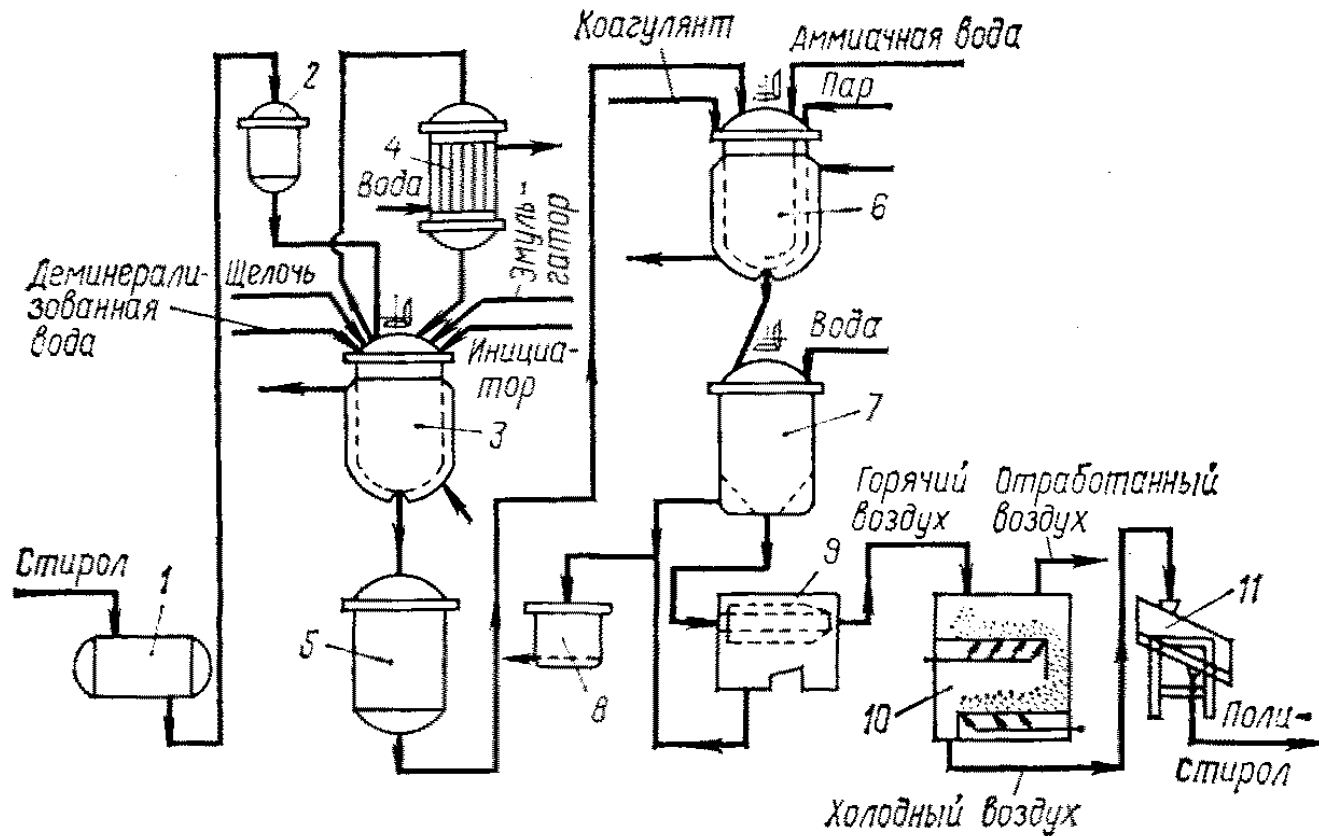 Коагулянт
Аммиачная вода
Пар
2
4
Вода
Эмуль-
гатор
6
Деминерали-
зованная
вода
Щелочь
Инициа-
тор
Вода
3
7
Горячий
воздух
Отработанный
воздух
Стирол
1
5
8
9
10
11
Поли-
стирол
Холодный воздух